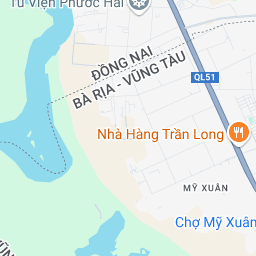 Tu Viện Phước Hải
ĐỒNG NAI
BÀ RỊA - VŨNG TÀU
QL51
Nhà Hàng Trần Long
MỸ XUÂN
Chợ Mỹ Xuân